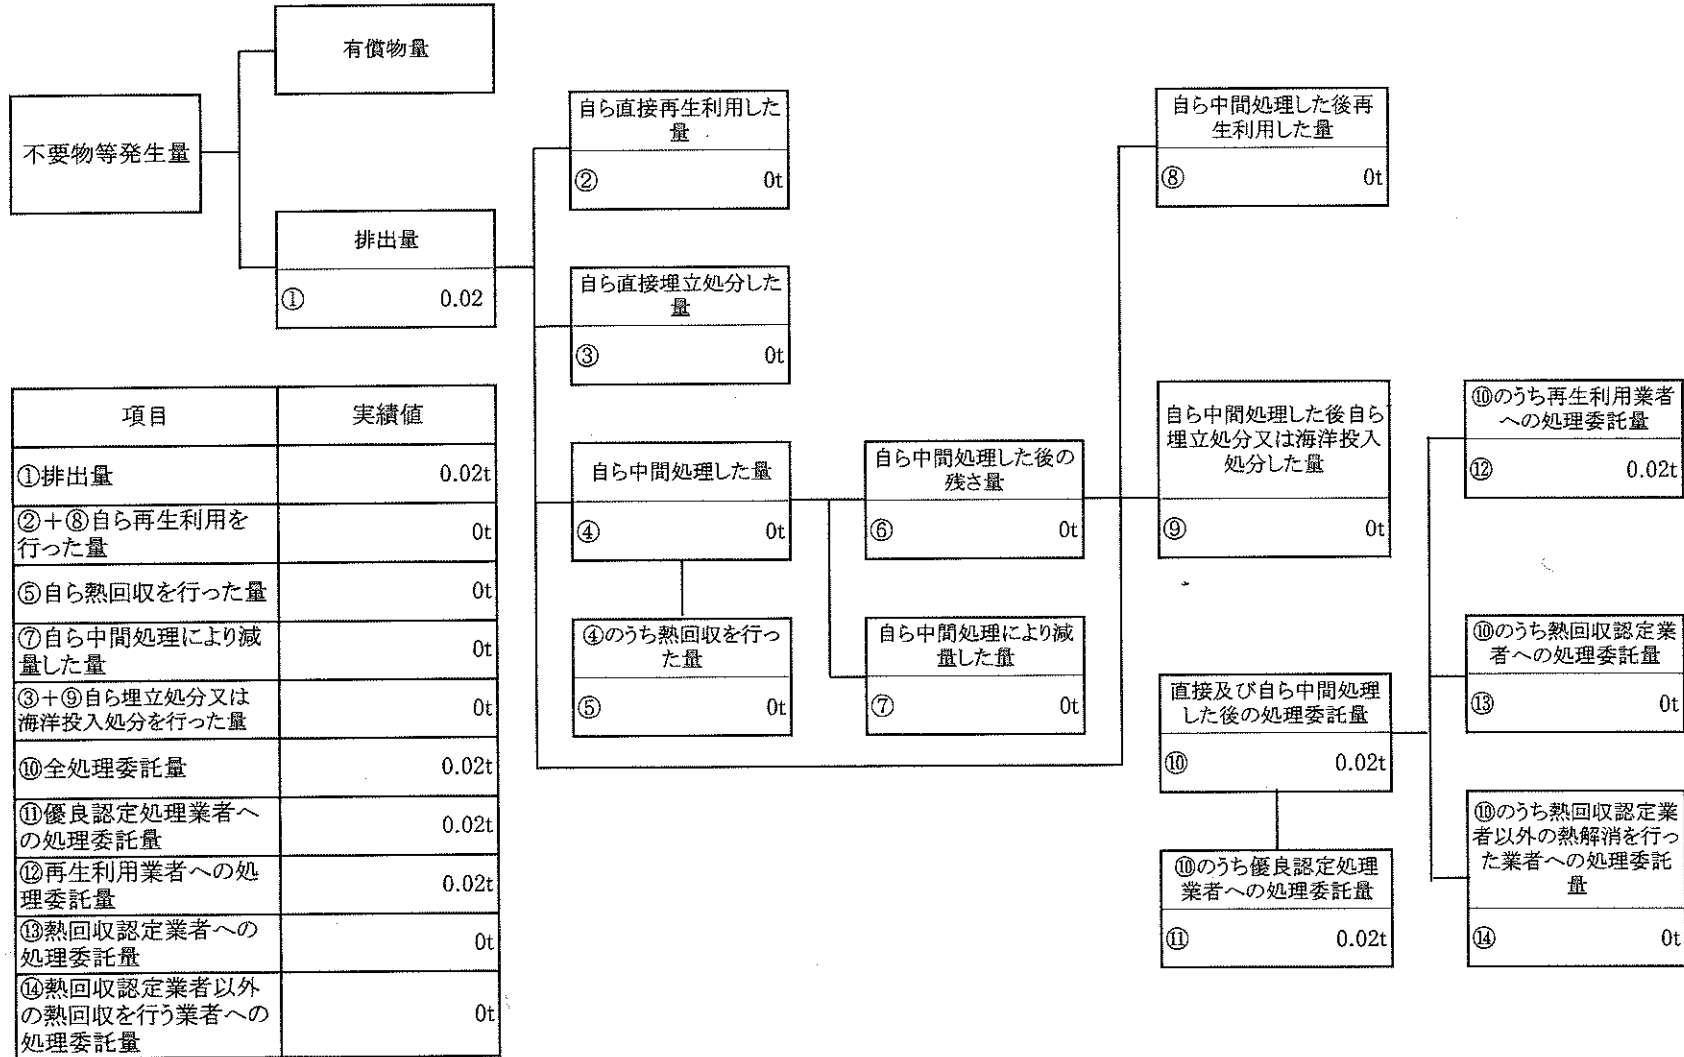 有償物量
不要物等発生量
排出量
① 0.02
自ら直接再生利用した
量
② 0t
自ら直接埋立処分した
量
③ 0t
自ら中間処理した量
④ 0t
④のうち熱回収を行っ
た量
⑤ 0t
自ら中間処理した後の
残さ量
⑥ 0t
自ら中間処理により減
量した量
⑦ 0t
自ら中間処理した後再
生利用した量
⑧ 0t
自ら中間処理した後自ら
埋立処分又は海洋投入
処分した量
⑨ 0t
直接及び自ら中間処理
した後の処理委託量
⑩ 0.02t
⑩のうち優良認定処理
業者への処理委託量
⑪ 0.02t
⑩のうち再生利用業者
への処理委託量
⑫ 0.02t
⑩のうち熱回収認定業
者への処理委託量
⑬ 0t
⑩のうち熱回収認定業
者以外の熱解消を行っ
た業者への処理委託
量
⑭ 0t
項目 実績値
①排出量 0.02t
②+⑧自ら再生利用を
行った量 0t
⑤自ら熱回収を行った量 0t
⑦自ら中間処理により減
量した量 0t
③+⑨自ら埋立処分又は
海洋投入処分を行った量 0t
⑩全処理委託量 0.02t
⑪優良認定処理業者へ
の処理委託量 0.02t
⑫再生利用業者への処
理委託量 0.02t
⑬熱回収認定業者への
処理委託量 0t
⑭熱回収認定業者以外
の熱回収を行う業者への
処理委託量 0t